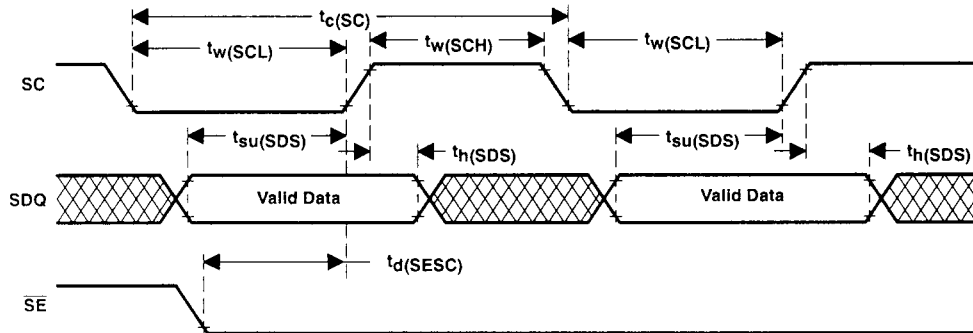 tc(SC)
tw(SCL) tw(SCH) tw(SCL)
SC
tsu(SDS) th(SDS) tsu(SDS) th(SDS)
SDQ Valid Data Valid Data
td(SESC)
SE